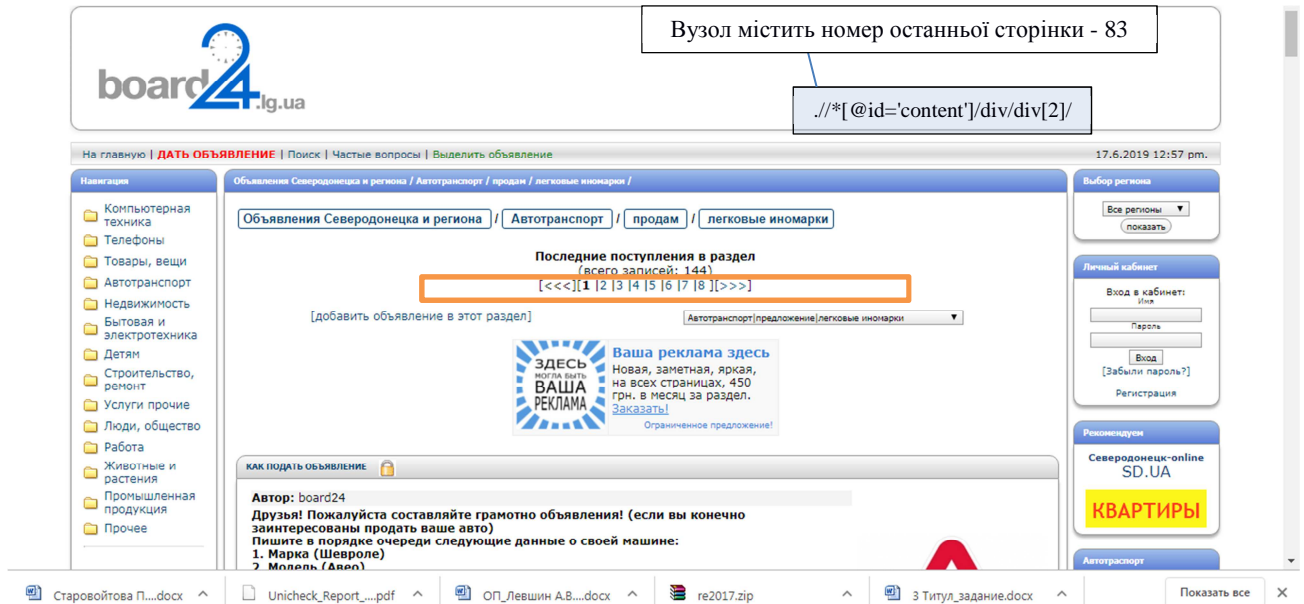 Вузол містить номер останньої сторінки - 83
.//*[@id='content']/div/div[2]/
board24.lg.ua
На главную | ДАТЬ ОБЪЯВЛЕНИЕ | Поиск | Частые вопросы | Выделить объявление
17.6.2019 12:57 pm.
Навигация
Компьютерная
техника
Телефоны
Товары, вещи
Автотранспорт
Недвижимость
Бытовая и
электротехника
Детям
Строительство,
ремонт
Услуги прочие
Люди, общество
Работа
Животные и
растения
Промышленная
продукция
Прочее
Объявления Северодонецка и региона / Автотранспорт / продам / легковые иномарки /
Объявления Северодонецка и региона / Автотранспорт / продам / легковые иномарки
Последние поступления в раздел
(всего записей: 144)
[<<<][1 |2 |3 |4 |5 |6 |7 |8 ][>>>]
[добавить объявление в этот раздел]
Автотранспорт|предложение|легковые иномарки
ЗДЕСЬ
МОГЛА БЫТЬ
ВАША
РЕКЛАМА
Ваша реклама здесь
Новая, заметная, яркая,
на всех страницах, 450
грн. в месяц за раздел.
Заказать!
Ограниченное предложение!
КАК ПОДАТЬ ОБЪЯВЛЕНИЕ
Автор: board24
Друзья! Пожалуйста составляйте грамотно объявления! (если вы конечно
заинтересованы продать ваше авто)
Пишите в порядке очереди следующие данные о своей машине:
1. Марка (Шевроле)
2. Модель (Авео)
Выбор региона
Все регионы
показать
Личный кабинет
Вход в кабинет:
Имя
Пароль
Вход
[Забыли пароль?]
Регистрация
Рекомендуем
Северодонецк-online
SD.UA
КВАРТИРЫ
Автотраспорт
Старовойтова П....docx
Unicheck_Report_....pdf
ОП_Левшин А.В....docx
re2017.zip
3 Титул_задание.docx
Показать все